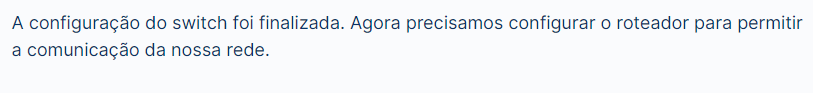 A configuração do switch foi finalizada. Agora precisamos configurar o roteador para permitir
a comunicação da nossa rede.